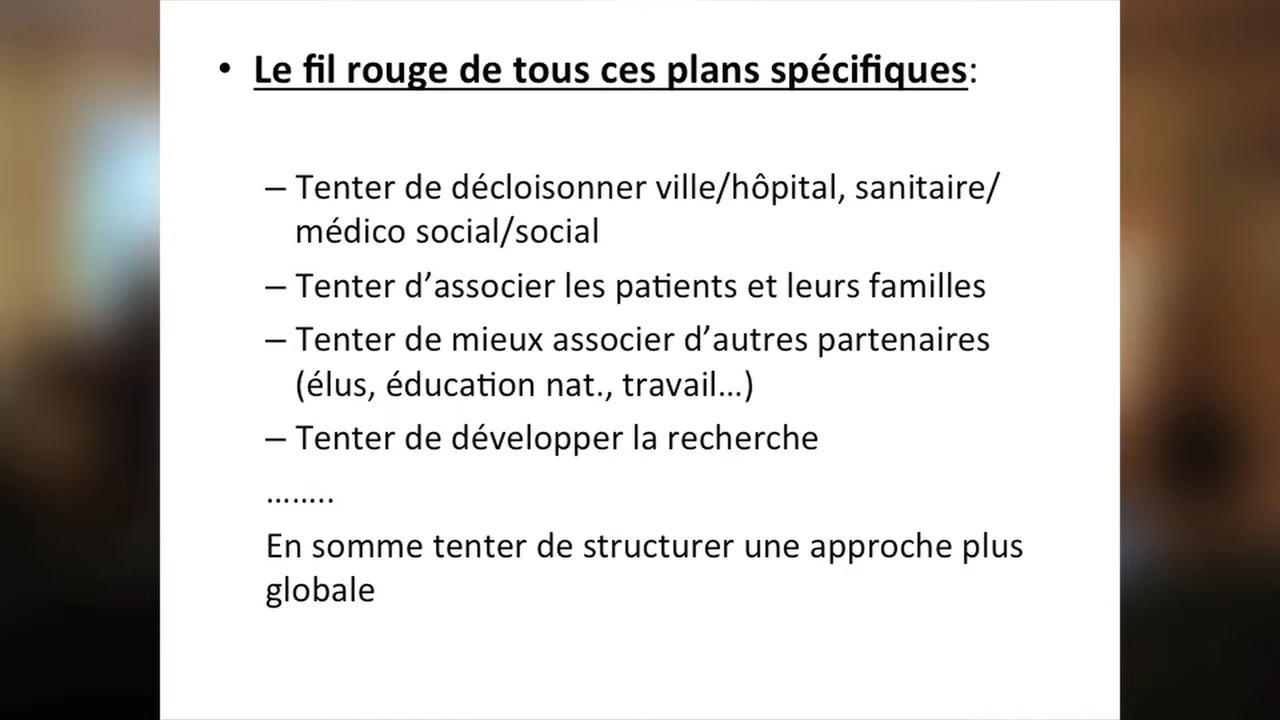 • Le fil rouge de tous ces plans spécifiques:
– Tenter de décloisonner ville/hôpital, sanitaire/
médico social/social
– Tenter d’associer les patients et leurs familles
– Tenter de mieux associer d’autres partenaires
(élus, éducation nat., travail…)
– Tenter de développer la recherche
……..
En somme tenter de structurer une approche plus
globale